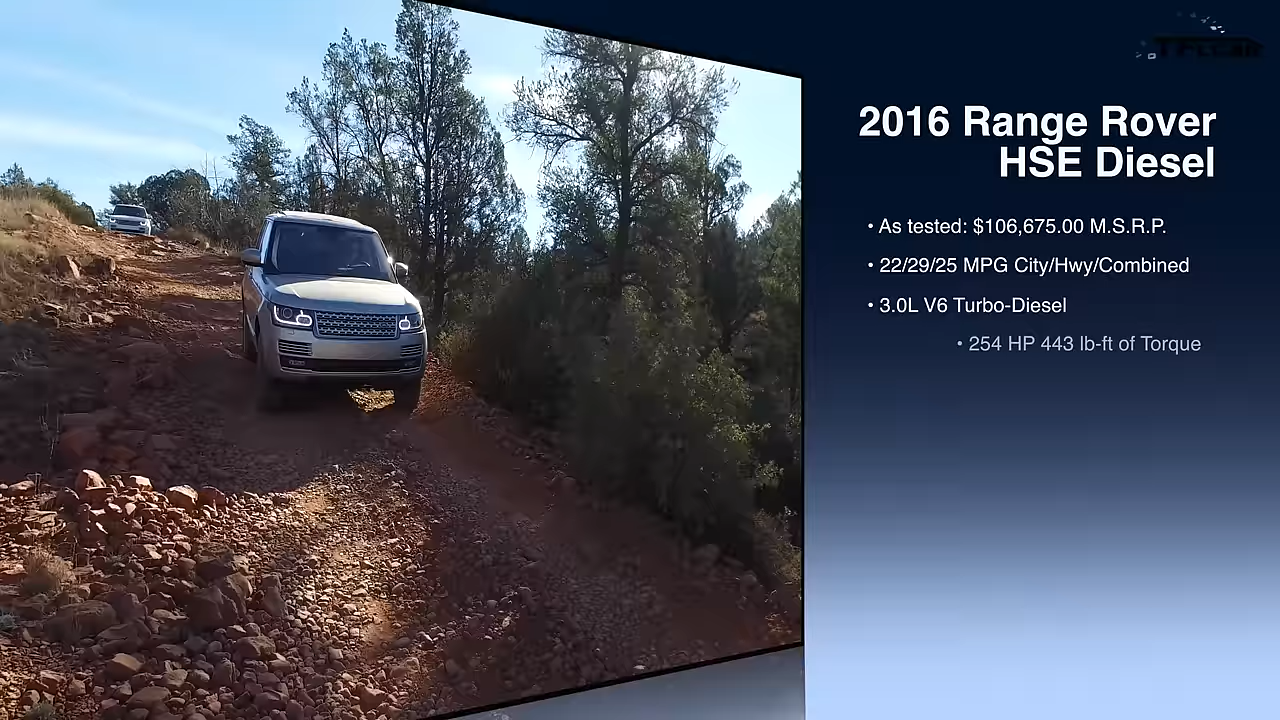 2016 Range Rover
HSE Diesel
• As tested: $106,675.00 M.S.R.P.
• 22/29/25 MPG City/Hwy/Combined
• 3.0L V6 Turbo-Diesel
• 254 HP 443 lb-ft of Torque